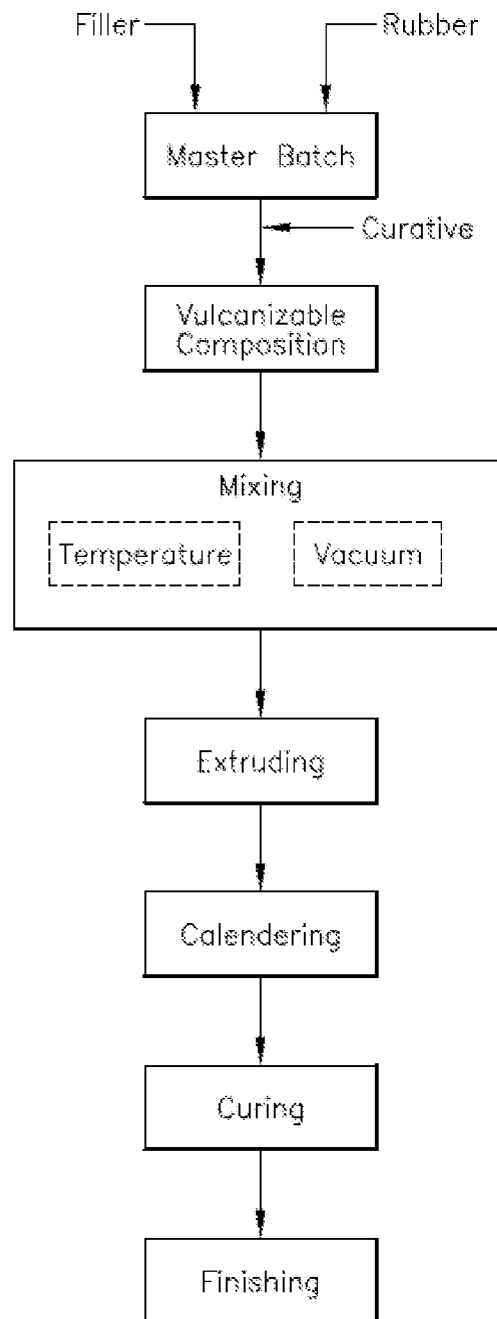 Filler
Rubber
Master Batch
Curative
Vulcanizable
Composition
Mixing
Temperature
Vacuum
Extruding
Calendering
Curing
Finishing